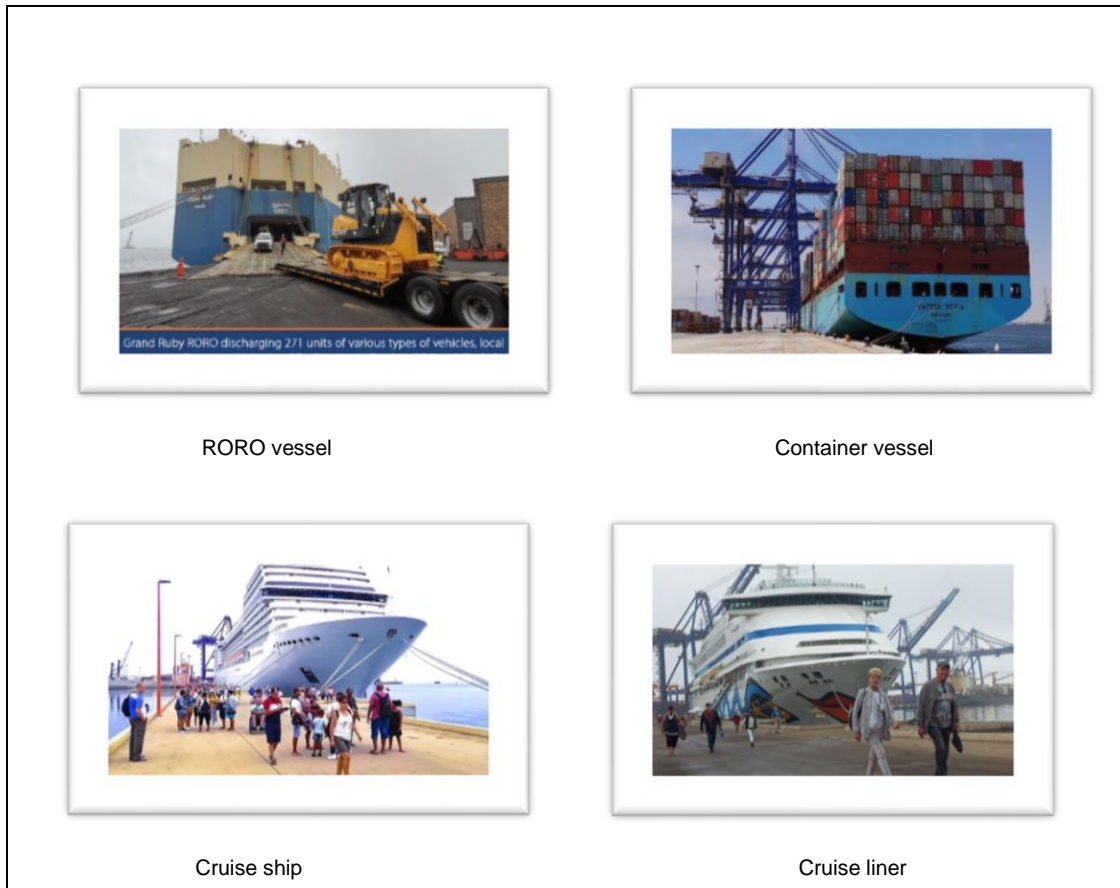 Grand Ruby RORO discharging 271 units of various types of vehicles, local
RORO vessel
Container vessel
Cruise ship
Cruise liner